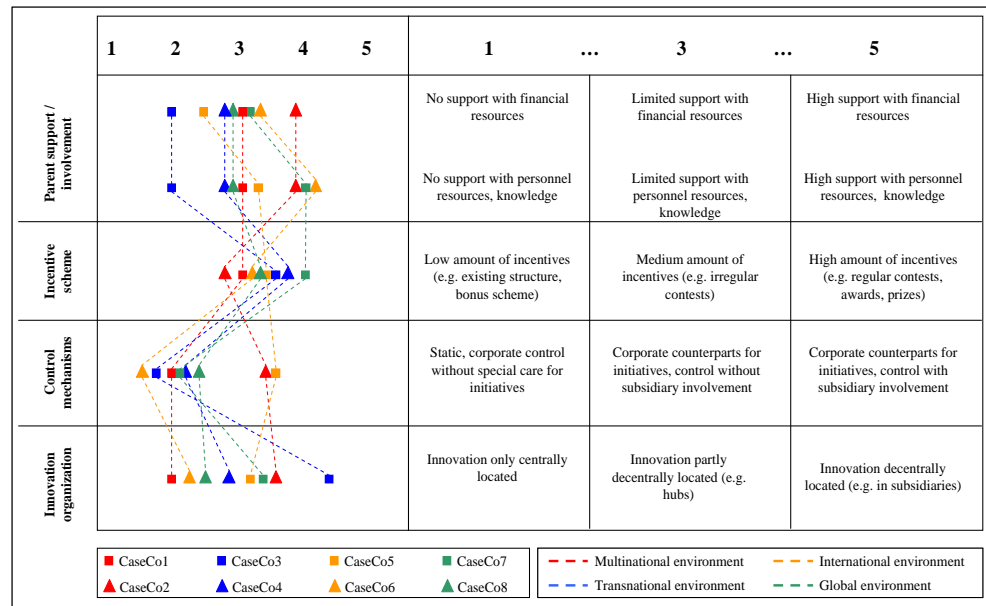 1 2 3 4 5 1 ... 3 ... 5
Parent support /
involvement
No support with financial
resources
Limited support with
financial resources
High support with financial
resources
No support with personnel
resources, knowledge
Limited support with
personnel resources,
knowledge
High support with personnel
resources, knowledge
Incentive
scheme
Low amount of incentives
(e.g. existing structure,
bonus scheme)
Medium amount of
incentives (e.g. irregular
contests)
High amount of incentives
(e.g. regular contests,
awards, prizes)
Control
mechanisms
Static, corporate control
without special care for
initiatives
Corporate counterparts for
initiatives, control without
subsidiary involvement
Corporate counterparts for
initiatives, control with
subsidiary involvement
Innovation
organization
Innovation only centrally
located
Innovation partly
decentrally located (e.g.
hubs)
Innovation decentrally
located (e.g. in subsidiaries)
CaseCo1 CaseCo3 CaseCo5 CaseCo7
CaseCo2 CaseCo4 CaseCo6 CaseCo8
Multinational environment International environment
Transnational environment Global environment